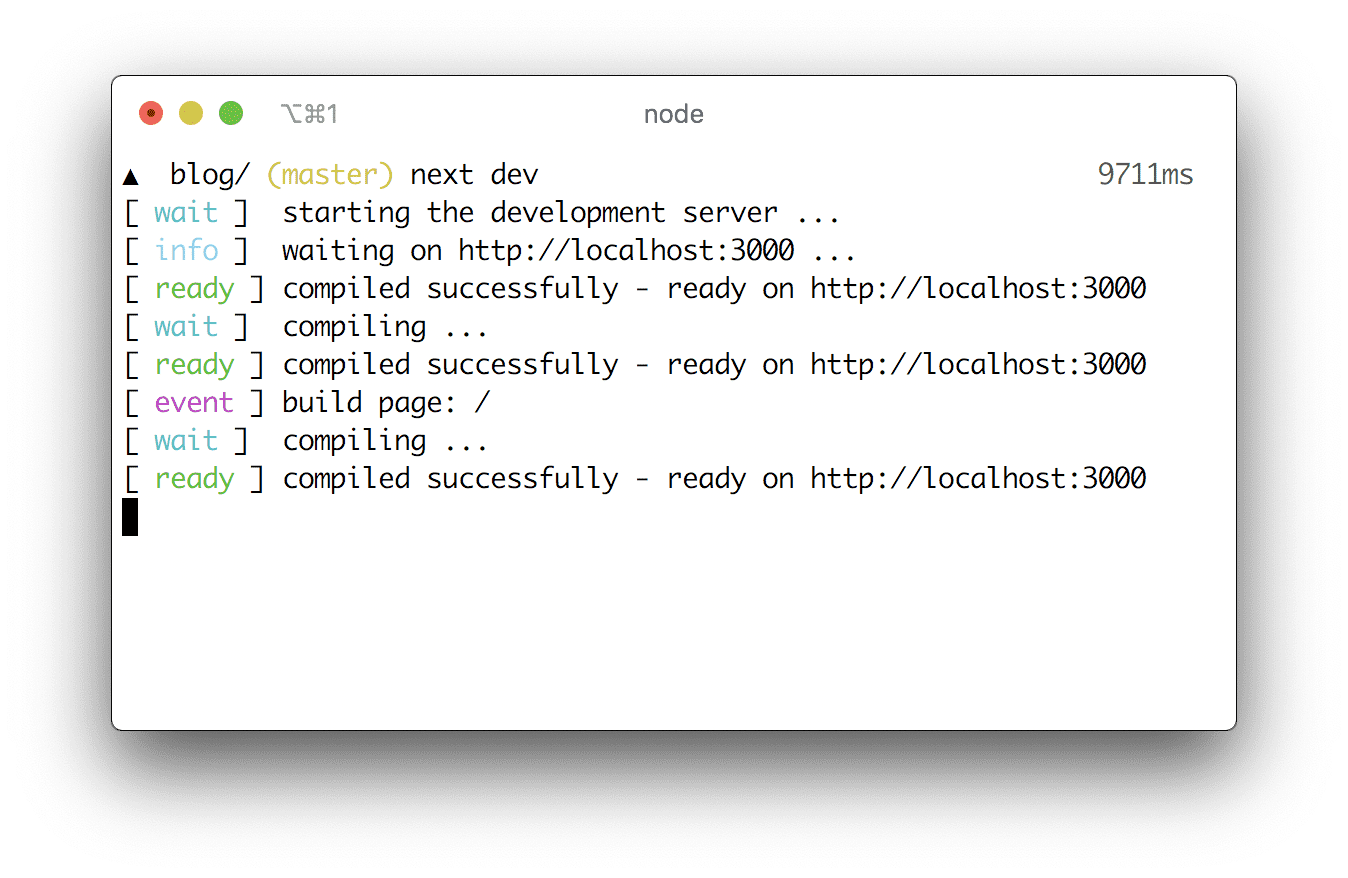 ⌥⌘1 node
▲ blog/ (master) next dev 9711ms
[ wait ] starting the development server ...
[ info ] waiting on http://localhost:3000 ...
[ ready ] compiled successfully - ready on http://localhost:3000
[ wait ] compiling ...
[ ready ] compiled successfully - ready on http://localhost:3000
[ event ] build page: /
[ wait ] compiling ...
[ ready ] compiled successfully - ready on http://localhost:3000